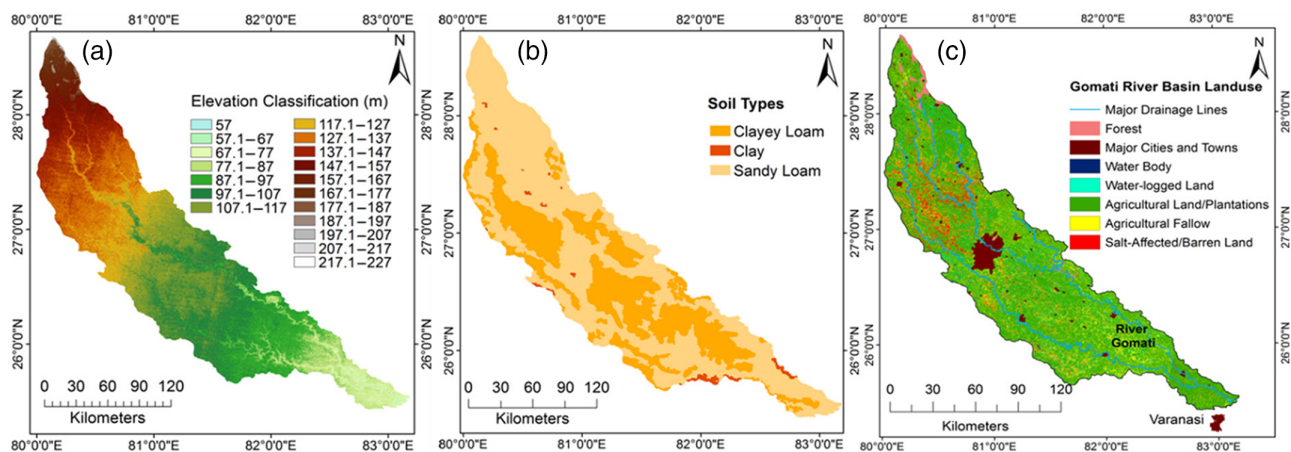 80°0'0"E 81°0'0"E 82°0'0"E 83°0'0"E
(a)
N
Elevation Classification (m)
57
57.1–67
67.1–77
77.1–87
87.1–97
97.1–107
107.1–117
117.1–127
127.1–137
137.1–147
147.1–157
157.1–167
167.1–177
177.1–187
187.1–197
197.1–207
207.1–217
217.1–227
28°0'0"N
27°0'0"N
26°0'0"N
0 30 60 90 120
Kilometers
80°0'0"E 81°0'0"E 82°0'0"E 83°0'0"E
80°0'0"E 81°0'0"E 82°0'0"E 83°0'0"E
(b)
N
Soil Types
Clayey Loam
Clay
Sandy Loam
28°0'0"N
27°0'0"N
26°0'0"N
0 30 60 90 120
Kilometers
80°0'0"E 81°0'0"E 82°0'0"E 83°0'0"E
80°0'0"E 81°0'0"E 82°0'0"E 83°0'0"E
(c)
N
Gomati River Basin Landuse
Major Drainage Lines
Forest
Major Cities and Towns
Water Body
Water-logged Land
Agricultural Land/Plantations
Agricultural Fallow
Salt-Affected/Barren Land
28°0'0"N
27°0'0"N
26°0'0"N
28°0'0"N
27°0'0"N
26°0'0"N
River
Gomati
0 30 60 90 120
Kilometers
Varanasi
80°0'0"E 81°0'0"E 82°0'0"E 83°0'0"E